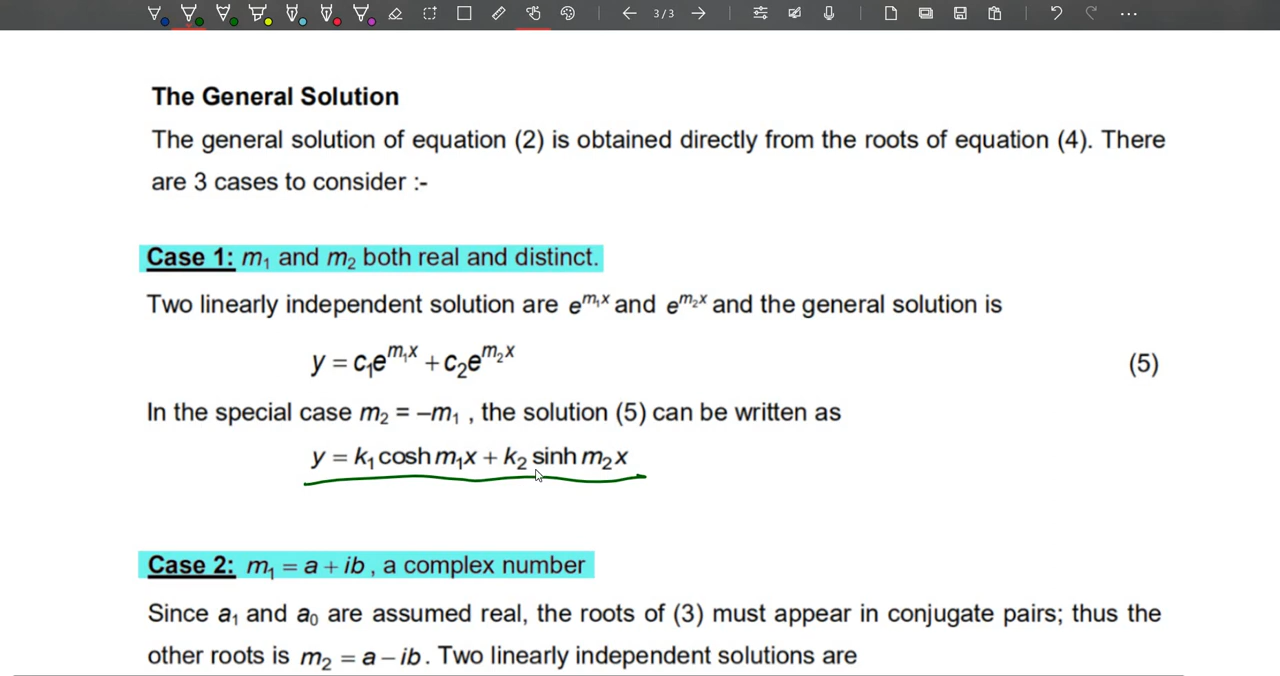 3/3
The General Solution
The general solution of equation (2) is obtained directly from the roots of equation (4). There
are 3 cases to consider :-
Case 1: m₁ and m₂ both real and distinct.
Two linearly independent solution are e^{m₁x} and e^{m₂x} and the general solution is
y = c₁e^{m₁x} + c₂e^{m₂x} (5)
In the special case m₂ = –m₁ , the solution (5) can be written as
y = k₁ cosh m₁x + k₂ sinh m₂x
Case 2: m₁ = a + ib , a complex number
Since a₁ and a₀ are assumed real, the roots of (3) must appear in conjugate pairs; thus the
other roots is m₂ = a – ib . Two linearly independent solutions are